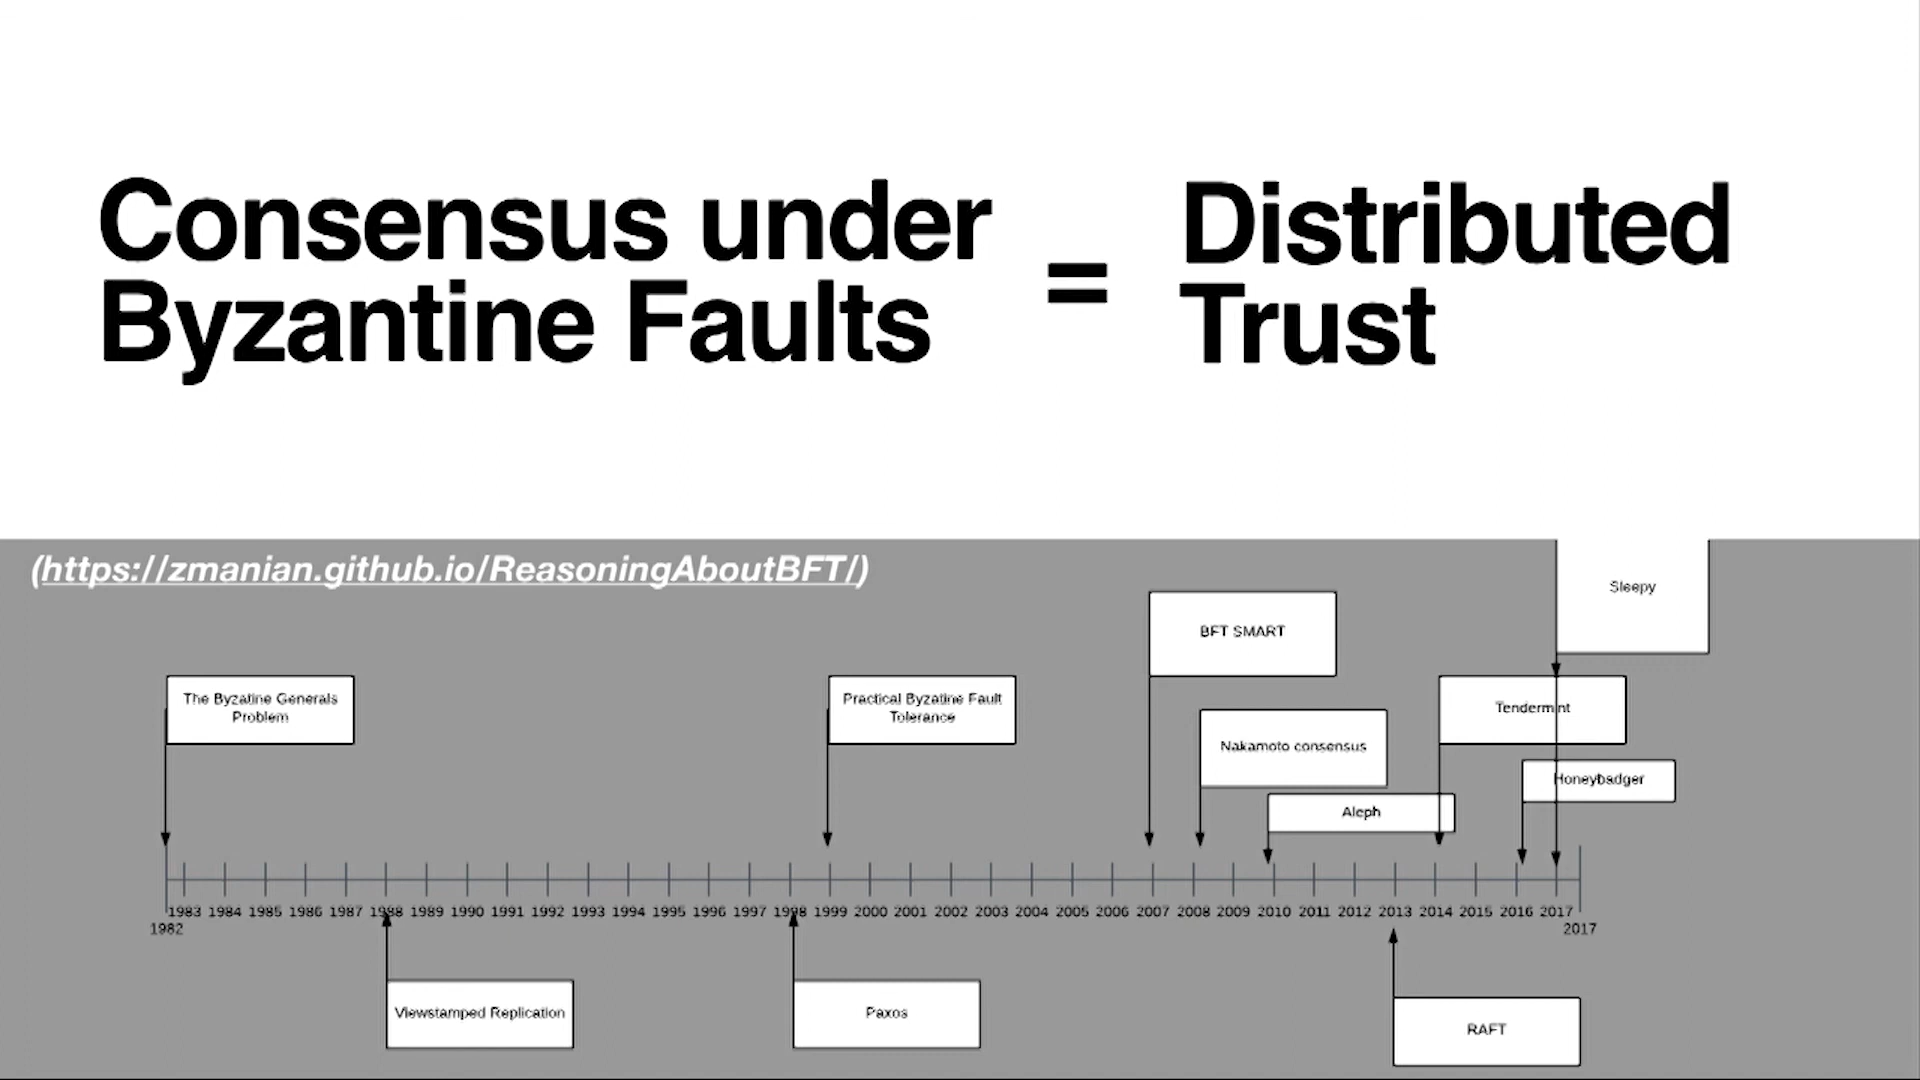 Consensus under
Byzantine Faults
=
Distributed
Trust
(https://zmanian.github.io/ReasoningAboutBFT/)
Sleepy
BFT SMART
The Byzatine Generals
Problem
Practical Byzatine Fault
Tolerance
Tendermint
Nakamoto consensus
Honeybadger
Aleph
1983 1984 1985 1986 1987 1988 1989 1990 1991 1992 1993 1994 1995 1996 1997 1998 1999 2000 2001 2002 2003 2004 2005 2006 2007 2008 2009 2010 2011 2012 2013 2014 2015 2016 2017
1982 2017
Viewstamped Replication
Paxos
RAFT